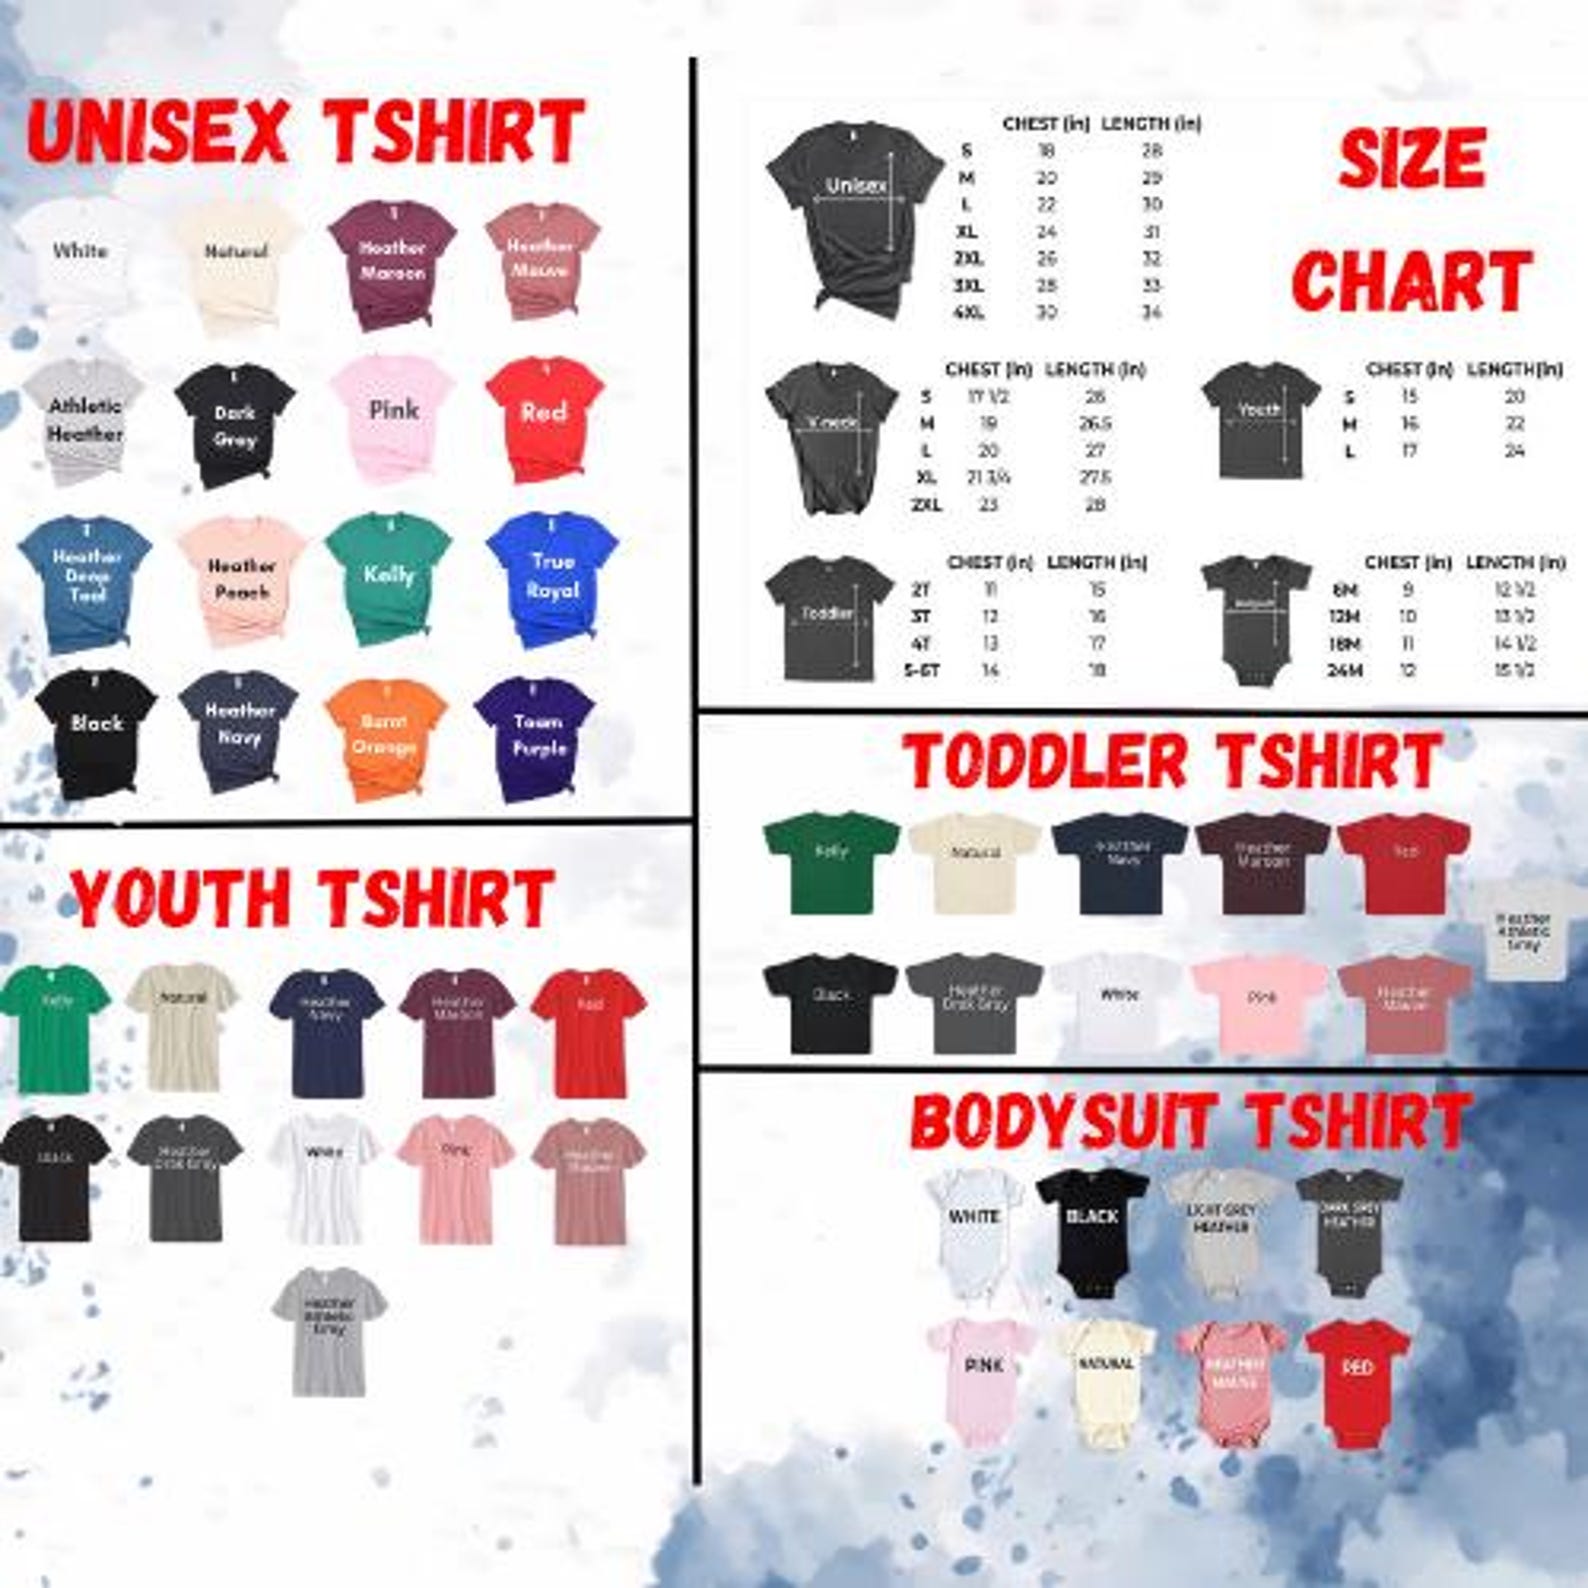 UNISEX TSHIRT
White
Natural
Heather
Maroon
Heather
Mauve
Athletic
Heather
Dark
Grey
Pink
Red
Heather
Deep
Teal
Heather
Peach
Kelly
True
Royal
Black
Heather
Navy
Burnt
Orange
Team
Purple
YOUTH TSHIRT
Kelly
Natural
Heather
Navy
Heather
Maroon
Red
Black
Heather
Drak Gray
White
Pink
Heather
Mauve
Heather
Athletic
Gray
SIZE
CHART
Unisex
CHEST (in) LENGTH (in)
S 18 28
M 20 29
L 22 30
XL 24 31
2XL 26 32
3XL 28 33
4XL 30 34
V-neck
CHEST (in) LENGTH (in)
S 17 1/2 26
M 19 26.5
L 20 27
XL 21 3/4 27.5
2XL 23 28
Youth
CHEST (in) LENGTH(in)
S 15 20
M 16 22
L 17 24
Toddler
CHEST (in) LENGTH (in)
2T 11 15
3T 12 16
4T 13 17
5-6T 14 18
CHEST (in) LENGTH (in)
6M 9 12 1/2
12M 10 13 1/2
18M 11 14 1/2
24M 12 15 1/2
TODDLER TSHIRT
Kelly
Natural
Heather
Navy
Heather
Maroon
Red
Heather
Athletic
Gray
Black
Heather
Drak Gray
White
Pink
Heather
Mauve
BODYSUIT TSHIRT
WHITE
BLACK
LIGHT GREY
HEATHER
DARK GREY
HEATHER
PINK
NATURAL
HEATHER
MAUVE
RED